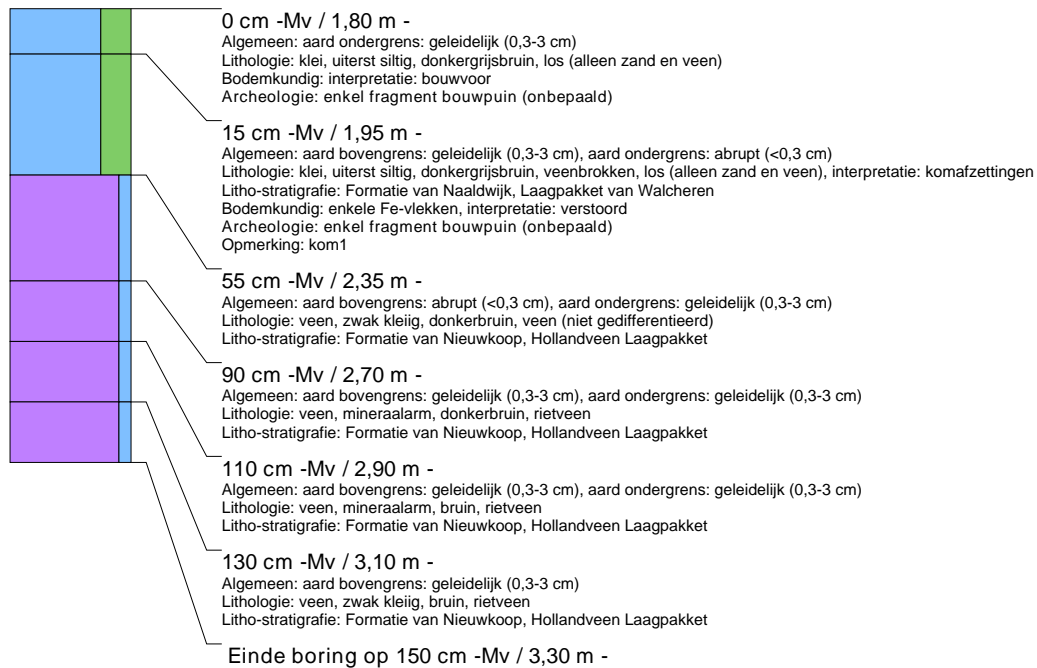 0 cm -Mv / 1,80 m -
Algemeen: aard ondergrens: geleidelijk (0,3-3 cm)
Lithologie: klei, uiterst siltig, donkergrijsbruin, los (alleen zand en veen)
Bodemkundig: interpretatie: bouwvoor
Archeologie: enkel fragment bouwpuin (onbepaald)
15 cm -Mv / 1,95 m -
Algemeen: aard bovengrens: geleidelijk (0,3-3 cm), aard ondergrens: abrupt (<0,3 cm)
Lithologie: klei, uiterst siltig, donkergrijsbruin, veenbrokken, los (alleen zand en veen), interpretatie: komafzettingen
Litho-stratigrafie: Formatie van Naaldwijk, Laagpakket van Walcheren
Bodemkundig: enkele Fe-vlekken, interpretatie: verstoord
Archeologie: enkel fragment bouwpuin (onbepaald)
Opmerking: kom1
55 cm -Mv / 2,35 m -
Algemeen: aard bovengrens: abrupt (<0,3 cm), aard ondergrens: geleidelijk (0,3-3 cm)
Lithologie: veen, zwak kleiig, donkerbruin, veen (niet gedifferentieerd)
Litho-stratigrafie: Formatie van Nieuwkoop, Hollandveen Laagpakket
90 cm -Mv / 2,70 m -
Algemeen: aard bovengrens: geleidelijk (0,3-3 cm), aard ondergrens: geleidelijk (0,3-3 cm)
Lithologie: veen, mineraalarm, donkerbruin, rietveen
Litho-stratigrafie: Formatie van Nieuwkoop, Hollandveen Laagpakket
110 cm -Mv / 2,90 m -
Algemeen: aard bovengrens: geleidelijk (0,3-3 cm), aard ondergrens: geleidelijk (0,3-3 cm)
Lithologie: veen, mineraalarm, bruin, rietveen
Litho-stratigrafie: Formatie van Nieuwkoop, Hollandveen Laagpakket
130 cm -Mv / 3,10 m -
Algemeen: aard bovengrens: geleidelijk (0,3-3 cm)
Lithologie: veen, zwak kleiig, bruin, rietveen
Litho-stratigrafie: Formatie van Nieuwkoop, Hollandveen Laagpakket
Einde boring op 150 cm -Mv / 3,30 m -